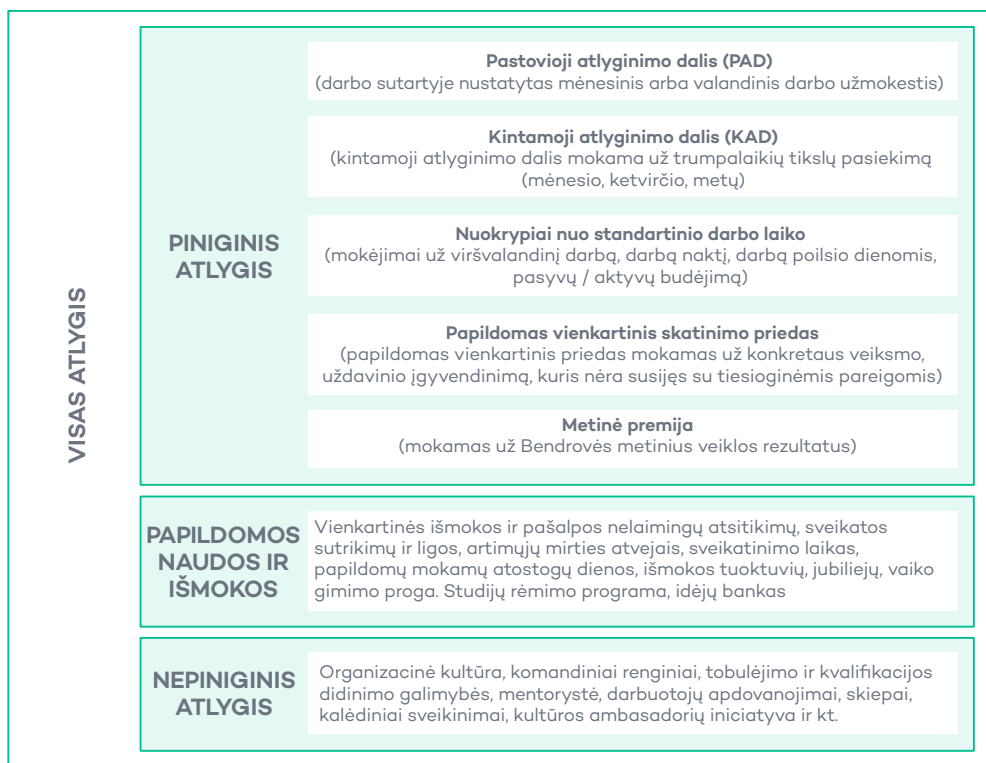 VISAS ATLYGIS
PINIGINIS
ATLYGIS
Pastovioji atlyginimo dalis (PAD)
(darbo sutartyje nustatytas mėnesinis arba valandinis darbo užmokestis)
Kintamoji atlyginimo dalis (KAD)
(kintamoji atlyginimo dalis mokama už trumpalaikių tikslų pasiekimą
(mėnesio, ketvirčio, metų)
Nuokrypiai nuo standartinio darbo laiko
(mokėjimai už viršvalandinį darbą, darbą naktį, darbą poilsio dienomis,
pasyvų / aktyvų budėjimą)
Papildomas vienkartinis skatinimo priedas
(papildomas vienkartinis priedas mokamas už konkretaus veiksmo,
uždavinio įgyvendinimą, kuris nėra susijęs su tiesioginėmis pareigomis)
Metinė premija
(mokamas už Bendrovės metinius veiklos rezultatus)
PAPILDOMOS
NAUDOS IR
IŠMOKOS
Vienkartinės išmokos ir pašalpos nelaimingų atsitikimų, sveikatos
sutrikimų ir ligos, artimųjų mirties atvejais, sveikatinimo laikas,
papildomų mokamų atostogų dienos, išmokos tuoktuvių, jubiliejų, vaiko
gimimo proga. Studijų rėmimo programa, idėjų bankas
NEPINIGINIS
ATLYGIS
Organizacinė kultūra, komandiniai renginiai, tobulėjimo ir kvalifikacijos
didinimo galimybės, mentorystė, darbuotojų apdovanojimai, skiepai,
kalėdiniai sveikinimai, kultūros ambasadorių iniciatyva ir kt.